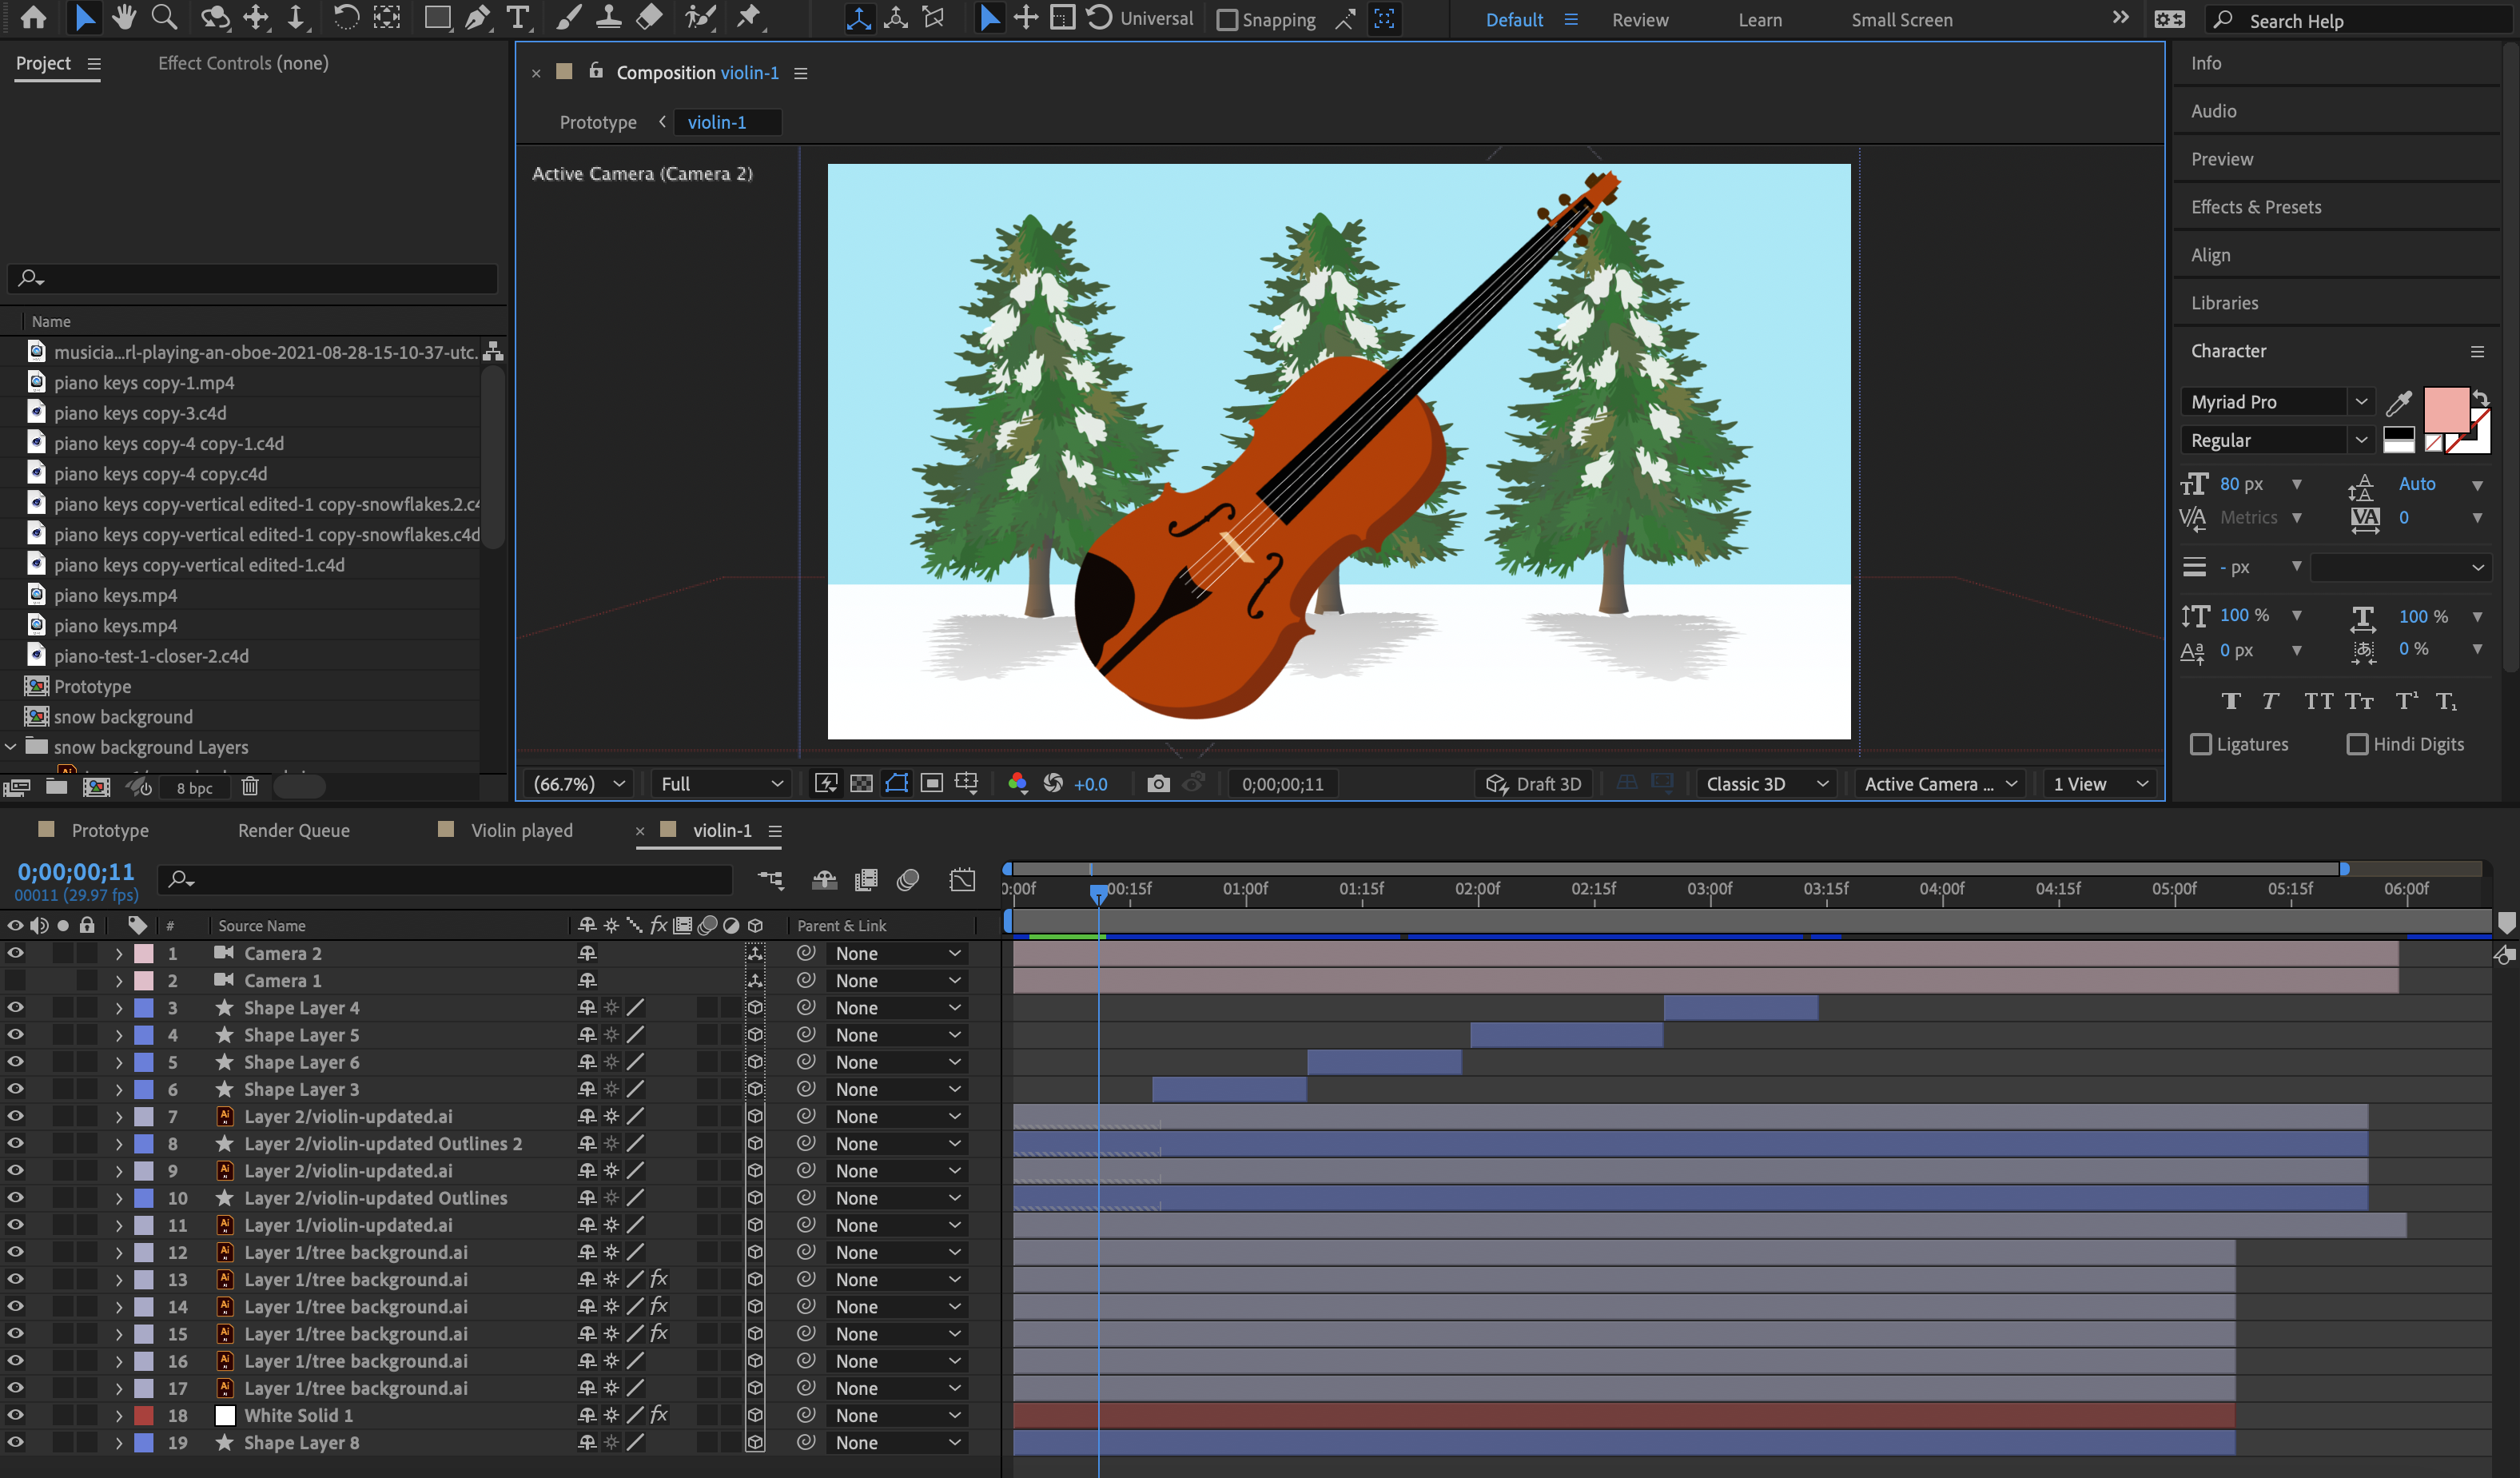 Universal
Snapping
Default
Review
Learn
Small Screen
Search Help
Project
Effect Controls (none)
Composition violin-1
Prototype
violin-1
Active Camera (Camera 2)
Name
musicia...rl-playing-an-oboe-2021-08-28-15-10-37-utc.
piano keys copy-1.mp4
piano keys copy-3.c4d
piano keys copy-4 copy-1.c4d
piano keys copy-4 copy.c4d
piano keys copy-vertical edited-1 copy-snowflakes.2.c4
piano keys copy-vertical edited-1 copy-snowflakes.c4d
piano keys copy-vertical edited-1.c4d
piano keys.mp4
piano keys.mp4
piano-test-1-closer-2.c4d
Prototype
snow background
snow background Layers
8 bpc
(66.7%)
Full
+0.0
0;00;00;11
Draft 3D
Classic 3D
Active Camera ...
1 View
Info
Audio
Preview
Effects & Presets
Align
Libraries
Character
Myriad Pro
Regular
80 px
Auto
Metrics
0
- px
100 %
100 %
0 px
0 %
Ligatures
Hindi Digits
Prototype
Render Queue
Violin played
violin-1
0;00;00;11
00011 (29.97 fps)
0:00f
00:15f
01:00f
01:15f
02:00f
02:15f
03:00f
03:15f
04:00f
04:15f
05:00f
05:15f
06:00f
# Source Name
Parent & Link
1 Camera 2 None
2 Camera 1 None
3 Shape Layer 4 None
4 Shape Layer 5 None
5 Shape Layer 6 None
6 Shape Layer 3 None
7 Layer 2/violin-updated.ai None
8 Layer 2/violin-updated Outlines 2 None
9 Layer 2/violin-updated.ai None
10 Layer 2/violin-updated Outlines None
11 Layer 1/violin-updated.ai None
12 Layer 1/tree background.ai None
13 Layer 1/tree background.ai fx None
14 Layer 1/tree background.ai fx None
15 Layer 1/tree background.ai fx None
16 Layer 1/tree background.ai None
17 Layer 1/tree background.ai None
18 White Solid 1 fx None
19 Shape Layer 8 None